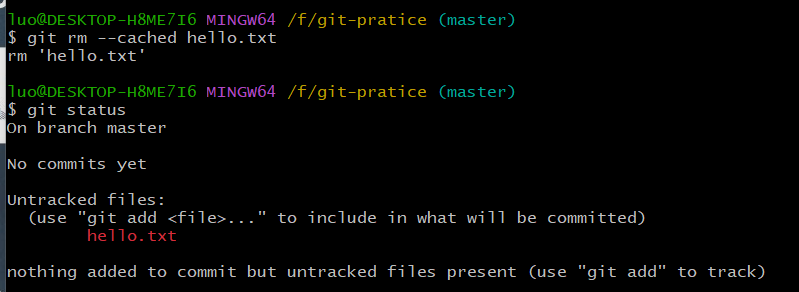 luo@DESKTOP-H8ME7I6 MINGW64 /f/git-pratice (master)
$ git rm --cached hello.txt
rm 'hello.txt'
luo@DESKTOP-H8ME7I6 MINGW64 /f/git-pratice (master)
$ git status
On branch master
No commits yet
Untracked files:
  (use "git add <file>..." to include in what will be committed)
        hello.txt
nothing added to commit but untracked files present (use "git add" to track)